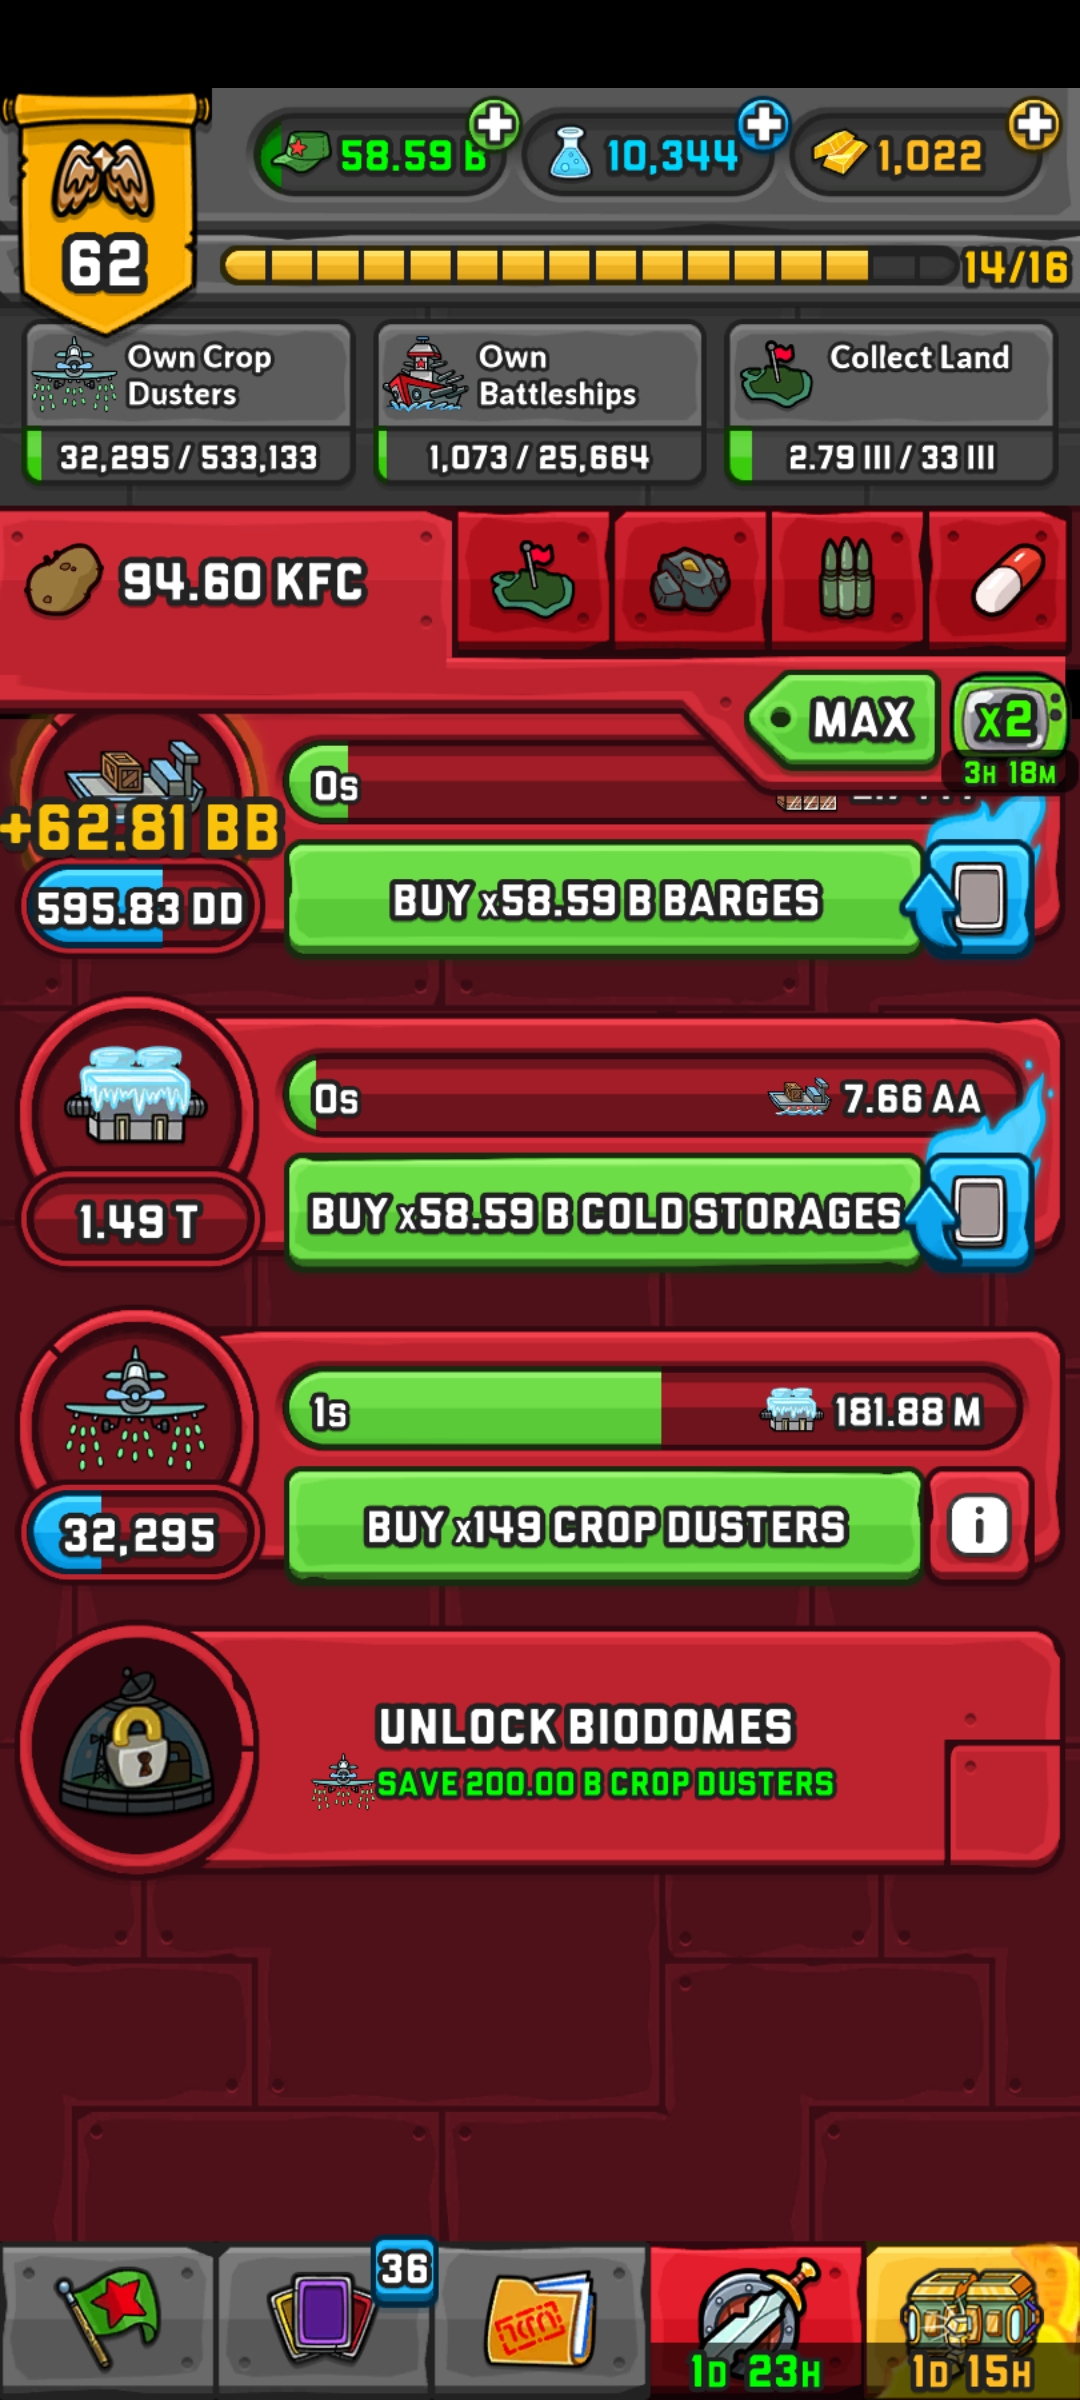 58.59 B
10,344
1,022
62
14/16
Own Crop
Dusters
32,295 / 533,133
Own
Battleships
1,073 / 25,664
Collect Land
2.79 III / 33 III
94.60 KFC
MAX
x2
3H 18M
0s
+62.81 BB
595.83 DD
BUY x58.59 B BARGES
0s
7.66 AA
1.49 T
BUY x58.59 B COLD STORAGES
1s
181.88 M
32,295
BUY x149 CROP DUSTERS
i
UNLOCK BIODOMES
SAVE 200.00 B CROP DUSTERS
36
1D 23H
1D 15H